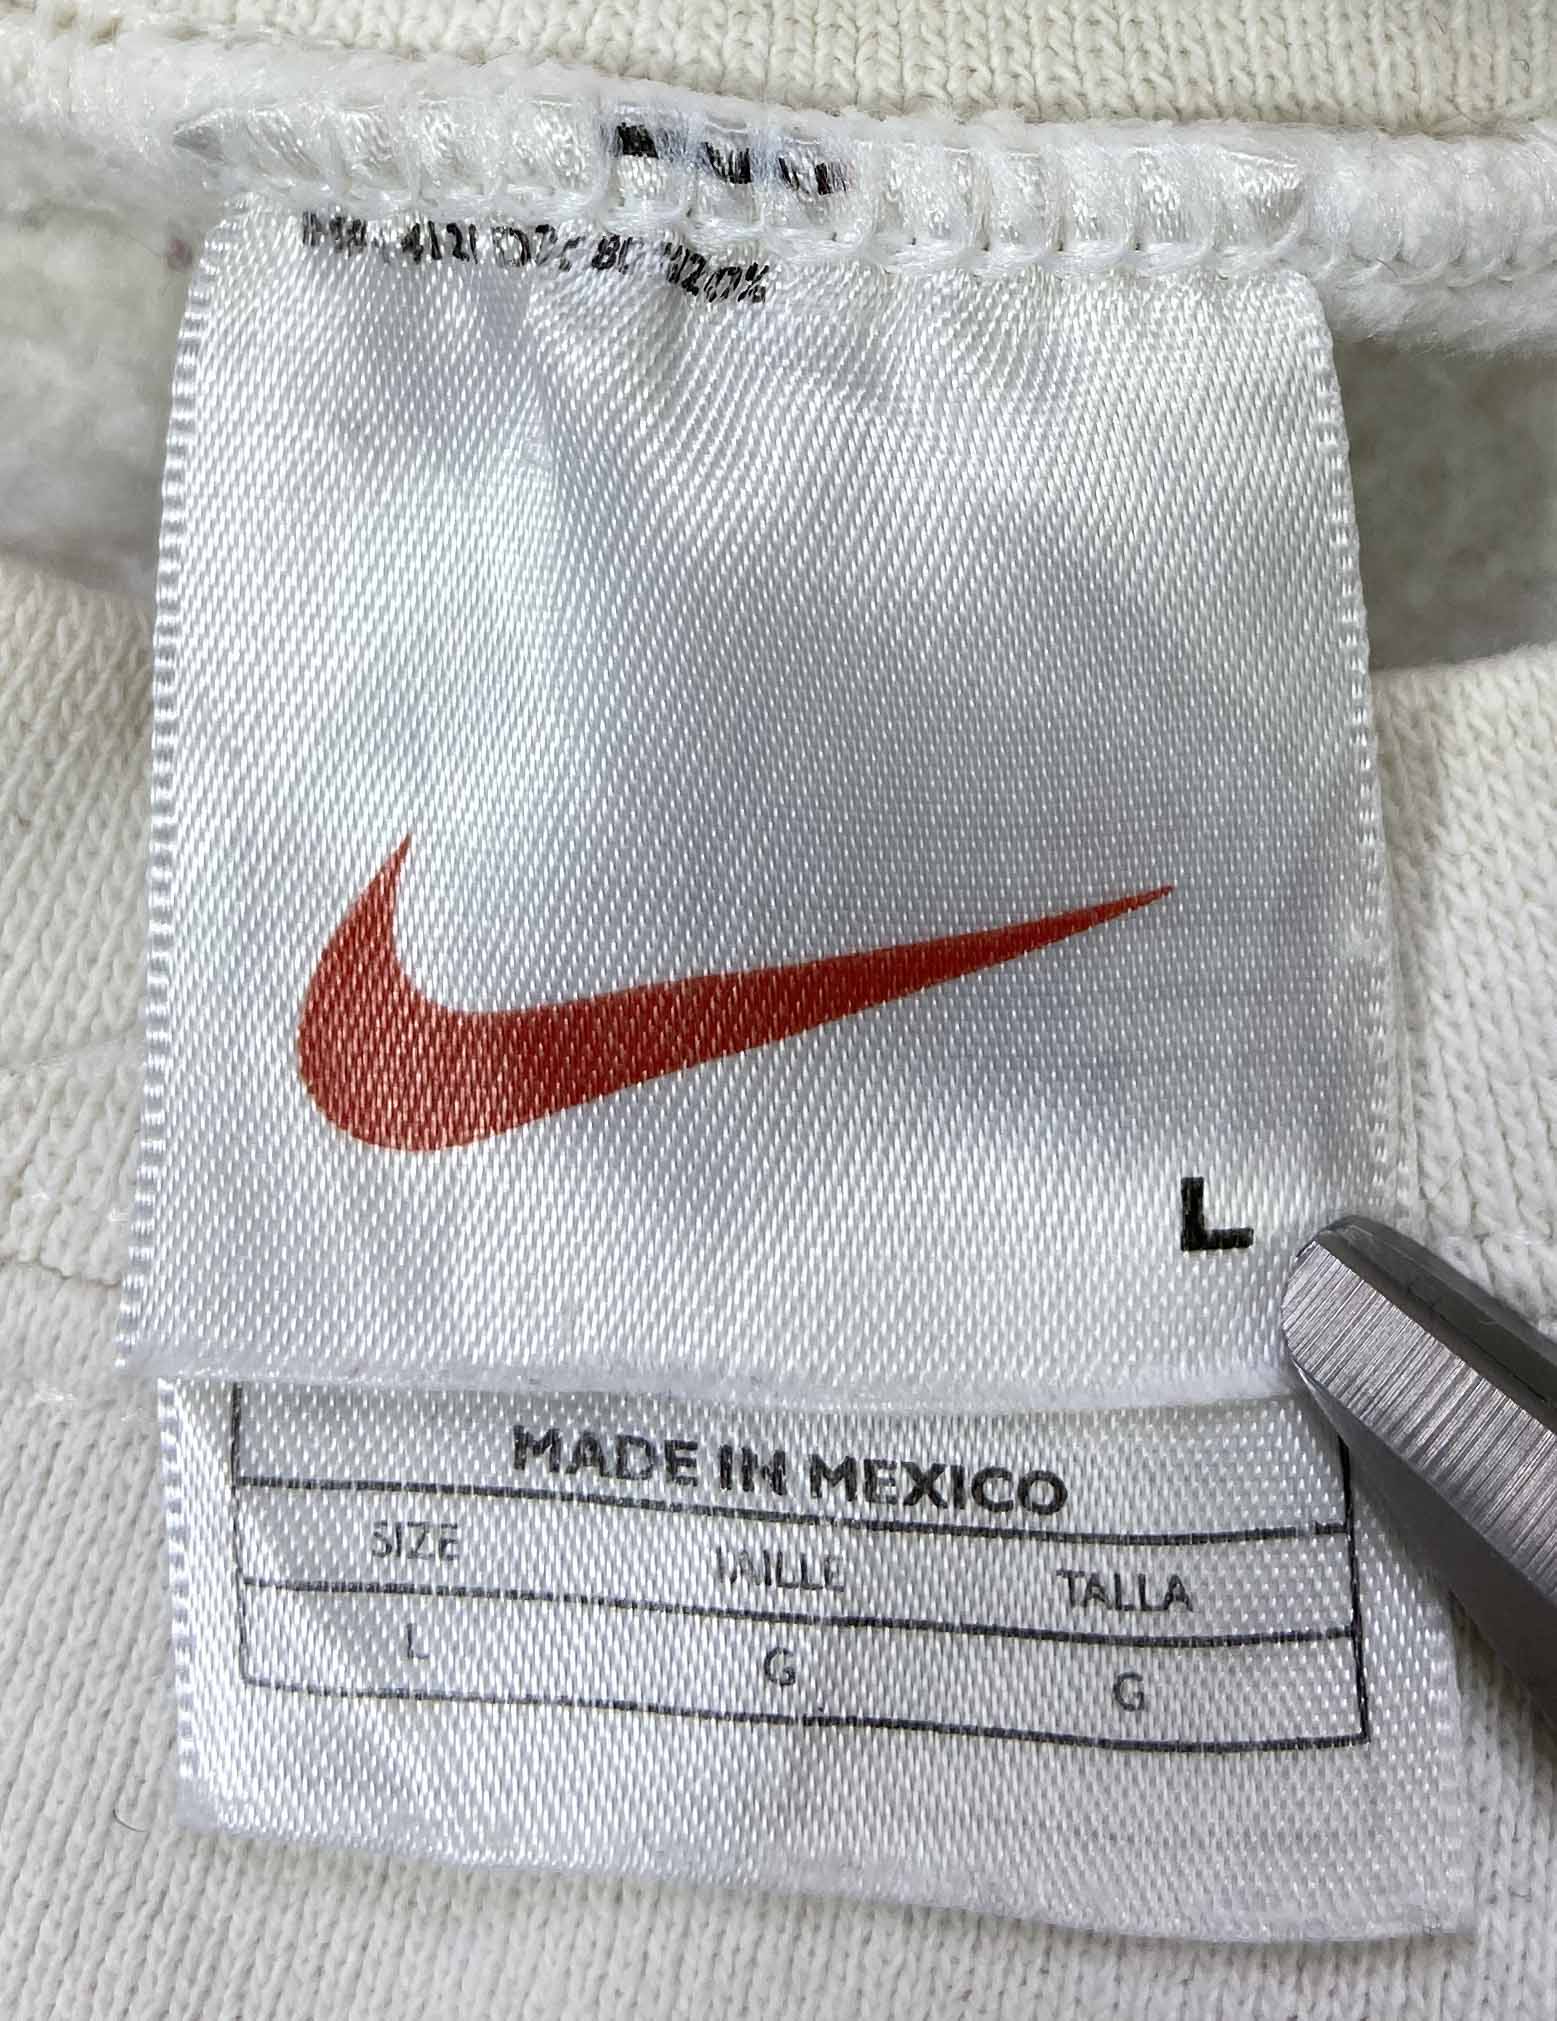 L
MADE IN MEXICO
SIZE TAILLE TALLA
L G G